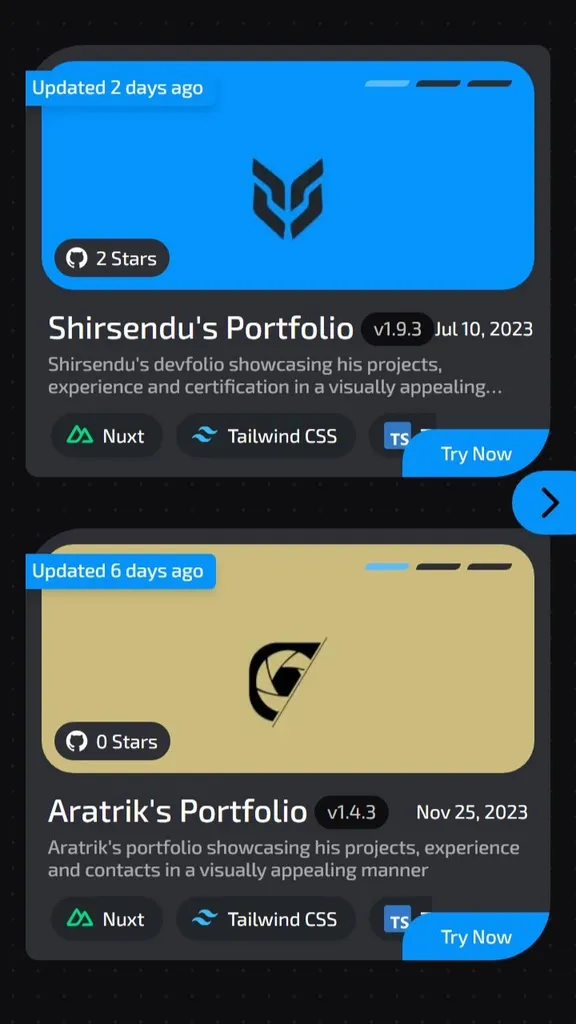 Updated 2 days ago
2 Stars
Shirsendu's Portfolio v1.9.3 Jul 10, 2023
Shirsendu's devfolio showcasing his projects,
experience and certification in a visually appealing…
Nuxt Tailwind CSS TS
Try Now
Updated 6 days ago
0 Stars
Aratrik's Portfolio v1.4.3 Nov 25, 2023
Aratrik's portfolio showcasing his projects, experience
and contacts in a visually appealing manner
Nuxt Tailwind CSS TS
Try Now